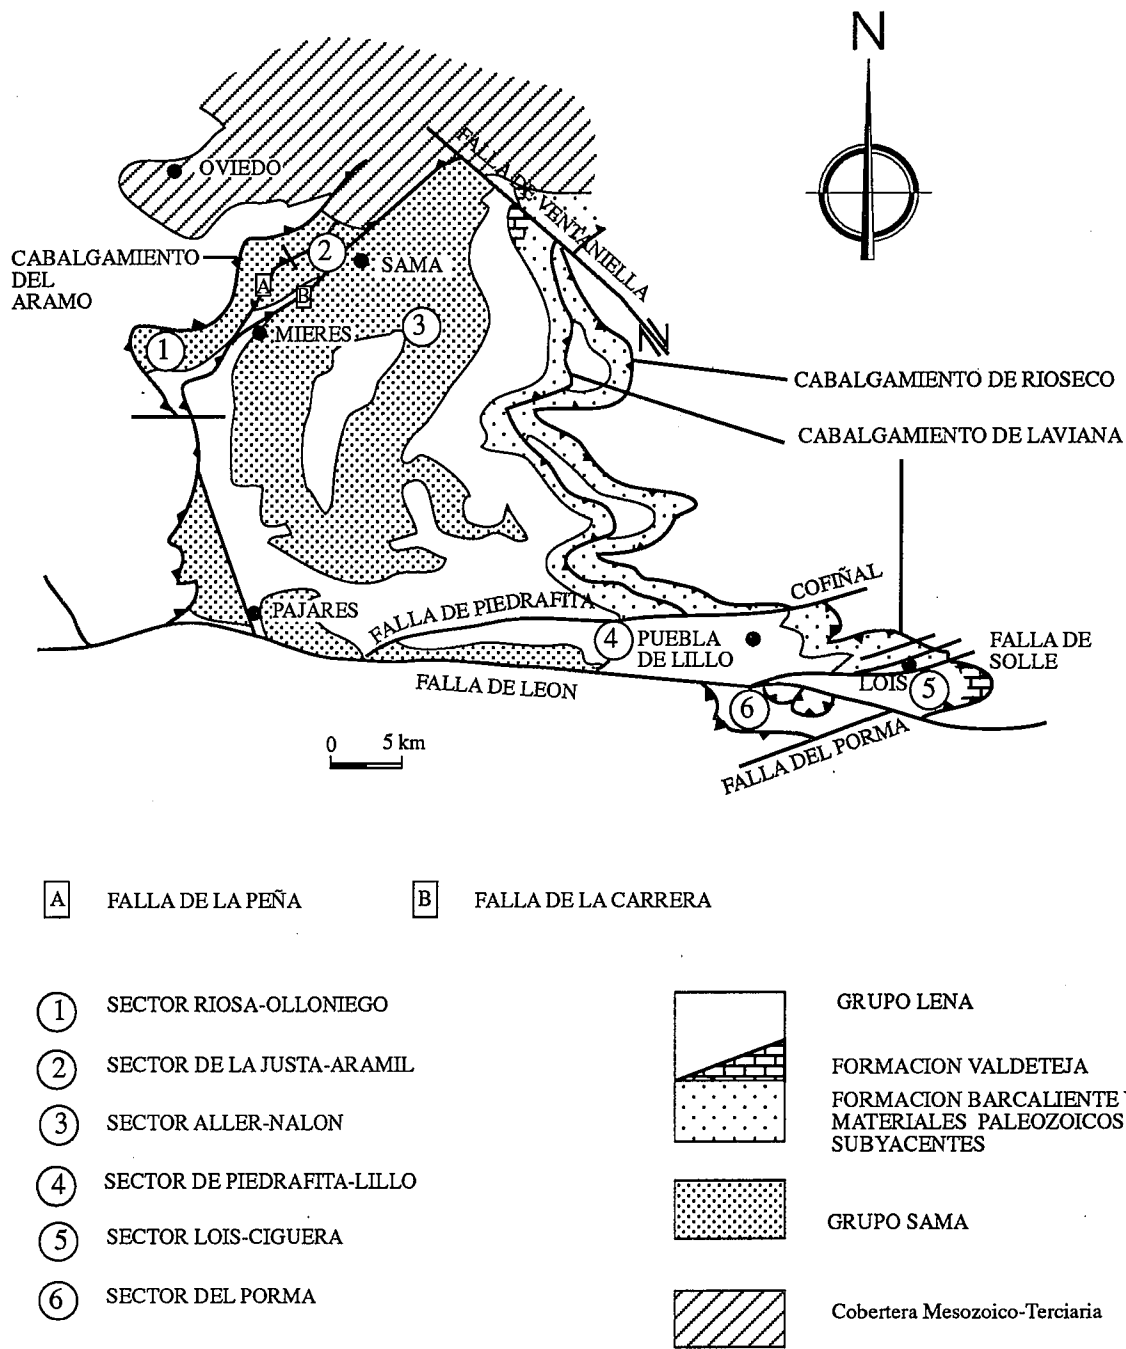 N
FALLA DE VENTANIELLA
OVIEDO
CABALGAMIENTO
DEL
ARAMO
2
SAMA
A
B
MIERES
3
1
CABALGAMIENTO DE RIOSECO
CABALGAMIENTO DE LAVIANA
COFIÑAL
PAJARES
FALLA DE PIEDRAFITA
4
PUEBLA
DE LILLO
FALLA DE
SOLLE
LOIS
5
FALLA DE LEON
6
FALLA DEL PORMA
0 5 km
A FALLA DE LA PEÑA
B FALLA DE LA CARRERA
1 SECTOR RIOSA-OLLONIEGO
2 SECTOR DE LA JUSTA-ARAMIL
3 SECTOR ALLER-NALON
4 SECTOR DE PIEDRAFITA-LILLO
5 SECTOR LOIS-CIGUERA
6 SECTOR DEL PORMA
GRUPO LENA
FORMACION VALDETEJA
FORMACION BARCALIENTE Y
MATERIALES PALEOZOICOS
SUBYACENTES
GRUPO SAMA
Cobertera Mesozoico-Terciaria